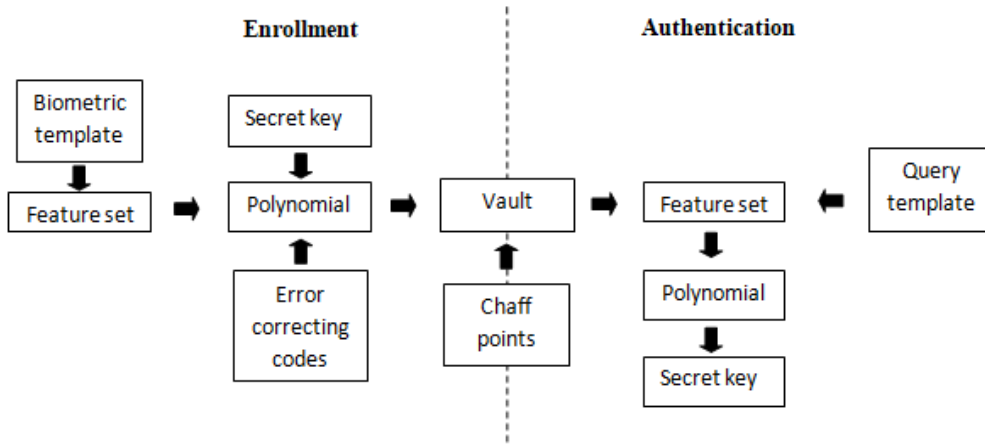 Enrollment
Authentication
Biometric
template
Feature set
Secret key
Polynomial
Error
correcting
codes
Vault
Chaff
points
Feature set
Polynomial
Secret key
Query
template